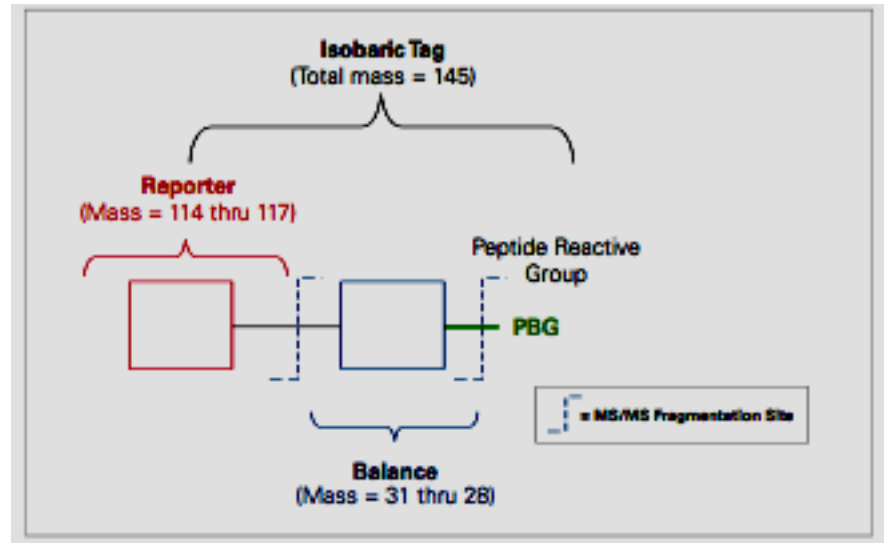 Isobaric Tag
(Total mass = 145)
Reporter
(Mass = 114 thru 117)
Peptide Reactive
Group
PBG
= MS/MS Fragmentation Site
Balance
(Mass = 31 thru 28)